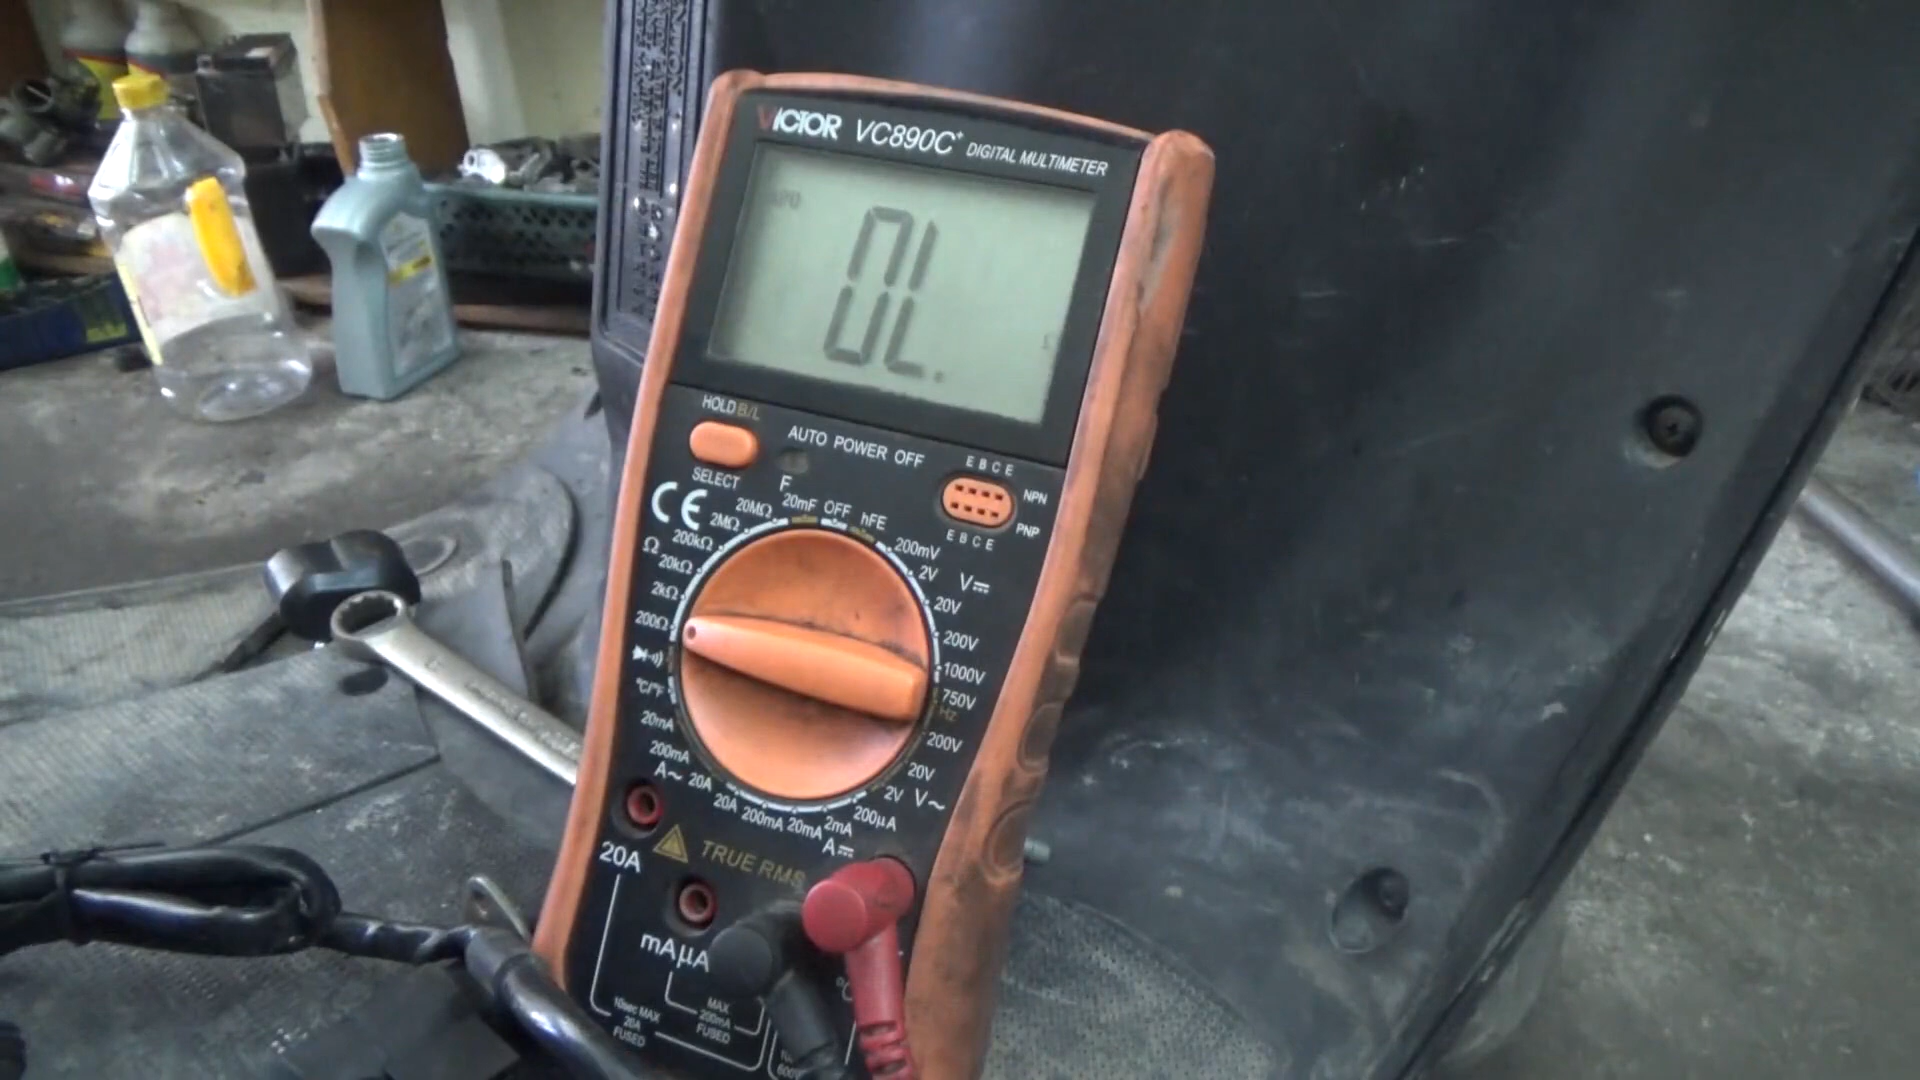 VICTOR VC890C+ DIGITAL MULTIMETER
APO
OL.
HOLD B/L
AUTO POWER OFF
SELECT
E B C E
NPN
PNP
E B C E
CE
F
20mF
OFF
hFE
20MΩ
2MΩ
200kΩ
Ω
20kΩ
2kΩ
200Ω
°C/°F
20mA
200mA
A~
20A
20A
200mA
20mA
2mA
A⎓
200µA
200mV
2V
V⎓
20V
200V
1000V
750V
Hz
200V
20V
2V
V~
20A
TRUE RMS
mAµA
10sec MAX
20A
FUSED
MAX
200mA
FUSED